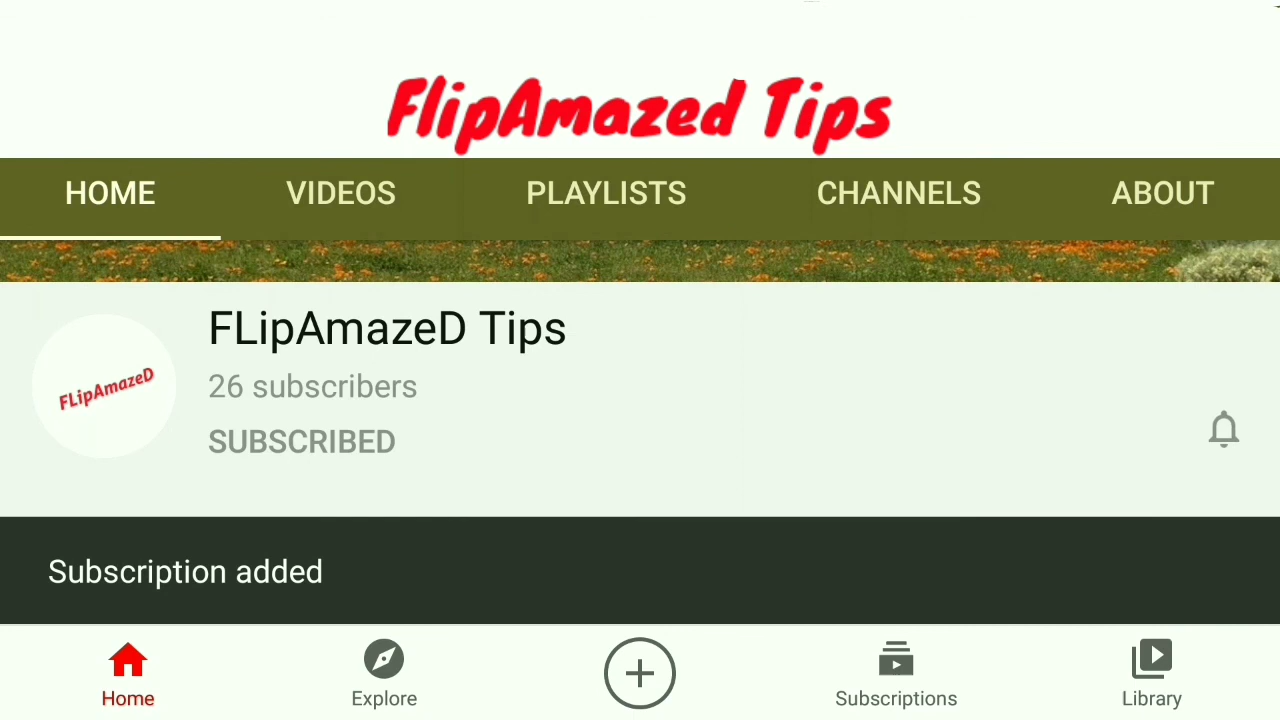 FlipAmazed Tips
HOME VIDEOS PLAYLISTS CHANNELS ABOUT
FLipAmazeD Tips
FLipAmazeD
26 subscribers
SUBSCRIBED
Subscription added
Home Explore Subscriptions Library